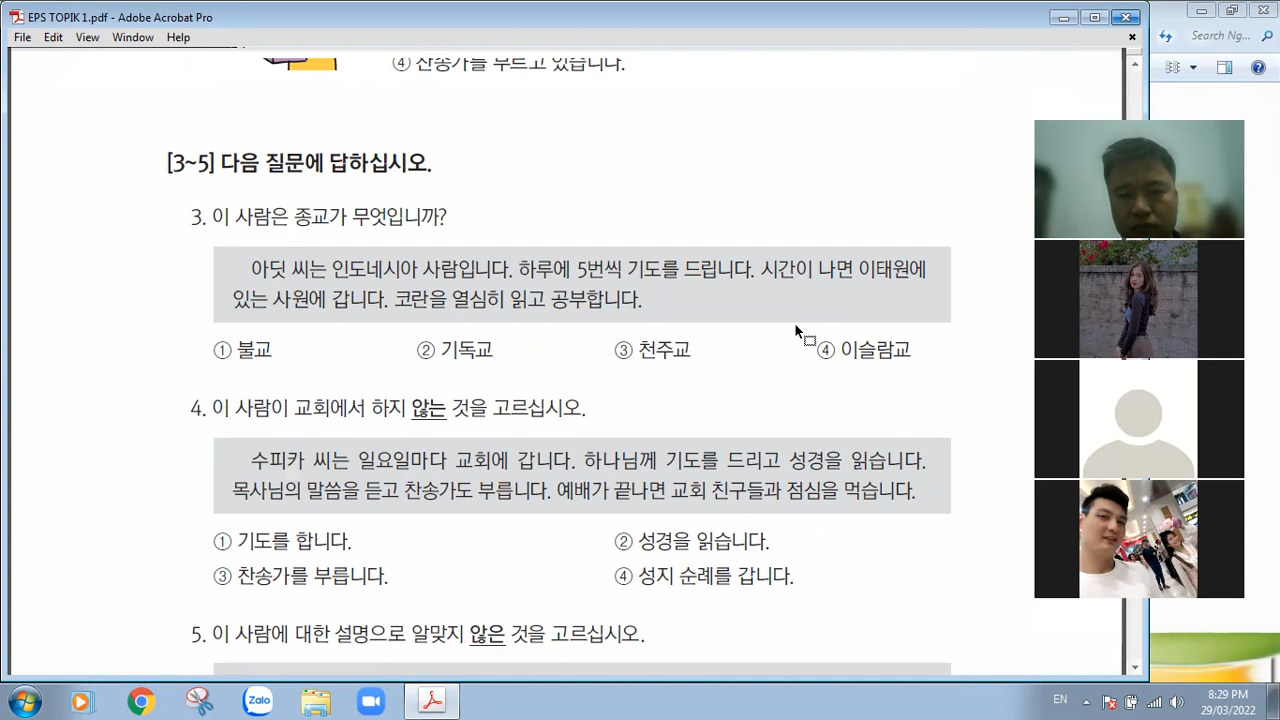 EPS TOPIK 1.pdf - Adobe Acrobat Pro
File Edit View Window Help
Search Ng...
④ 찬송가를 부르고 있습니다.
[3~5] 다음 질문에 답하십시오.
3. 이 사람은 종교가 무엇입니까?
아딧 씨는 인도네시아 사람입니다. 하루에 5번씩 기도를 드립니다. 시간이 나면 이태원에
있는 사원에 갑니다. 코란을 열심히 읽고 공부합니다.
① 불교 ② 기독교 ③ 천주교 ④ 이슬람교
4. 이 사람이 교회에서 하지 않는 것을 고르십시오.
수피카 씨는 일요일마다 교회에 갑니다. 하나님께 기도를 드리고 성경을 읽습니다.
목사님의 말씀을 듣고 찬송가도 부릅니다. 예배가 끝나면 교회 친구들과 점심을 먹습니다.
① 기도를 합니다. ② 성경을 읽습니다.
③ 찬송가를 부릅니다. ④ 성지 순례를 갑니다.
5. 이 사람에 대한 설명으로 알맞지 않은 것을 고르십시오.
Zalo
EN
8:29 PM
29/03/2022